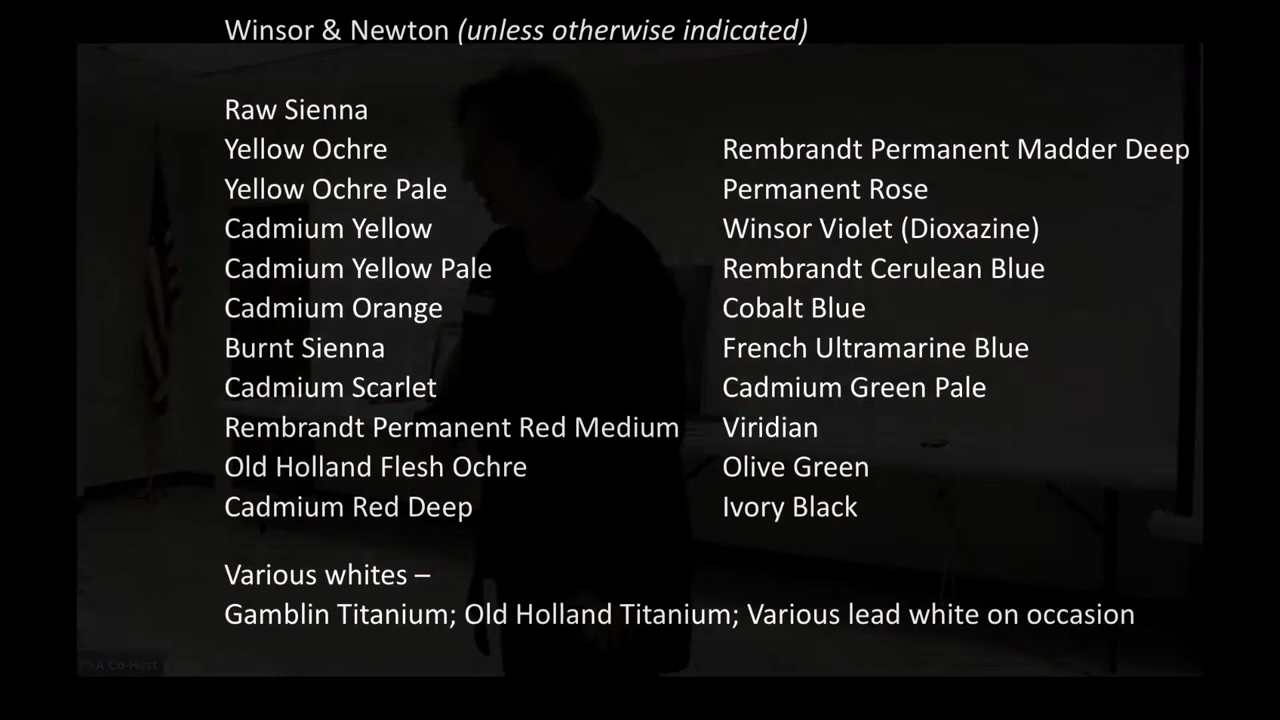 Winsor & Newton (unless otherwise indicated)
Raw Sienna
Yellow Ochre
Yellow Ochre Pale
Cadmium Yellow
Cadmium Yellow Pale
Cadmium Orange
Burnt Sienna
Cadmium Scarlet
Rembrandt Permanent Red Medium
Old Holland Flesh Ochre
Cadmium Red Deep
Rembrandt Permanent Madder Deep
Permanent Rose
Winsor Violet (Dioxazine)
Rembrandt Cerulean Blue
Cobalt Blue
French Ultramarine Blue
Cadmium Green Pale
Viridian
Olive Green
Ivory Black
Various whites –
Gamblin Titanium; Old Holland Titanium; Various lead white on occasion
Co-Host